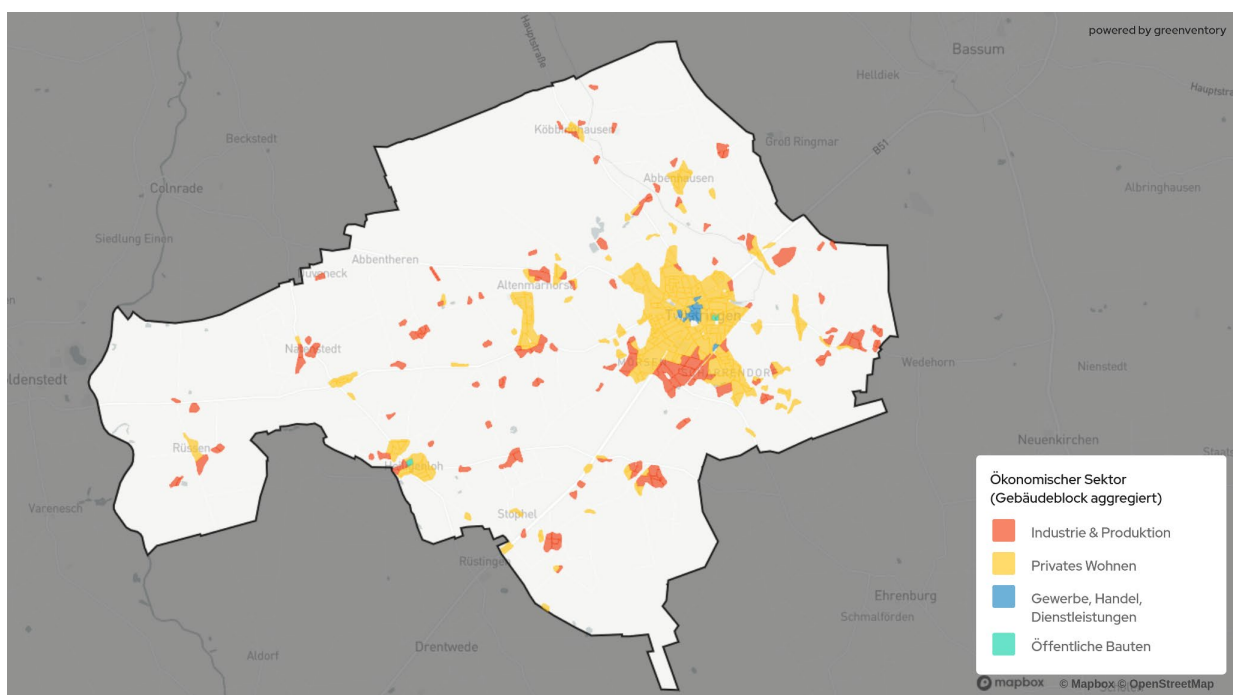 powered by greenventory
Bassum
Hauptstraße
Helldiek
Hauptstra
Köbbinghausen
Beckstedt
Groß Ringmar
B51
Abbenhausen
Colnrade
Albringhausen
Siedlung Einen
Abbentheren
Altenmarhorst
Twistringen
Natenstedt
Wedehorn
Nienstedt
oldenstedt
Neuenkirchen
Rüssen
Heiligenloh
Varenesch
Stöphel
Rüstingen
Ehrenburg
Schmalförden
Drentwede
Aldorf
Ökonomischer Sektor
(Gebäudeblock aggregiert)
Industrie & Produktion
Privates Wohnen
Gewerbe, Handel,
Dienstleistungen
Öffentliche Bauten
mapbox © Mapbox © OpenStreetMap